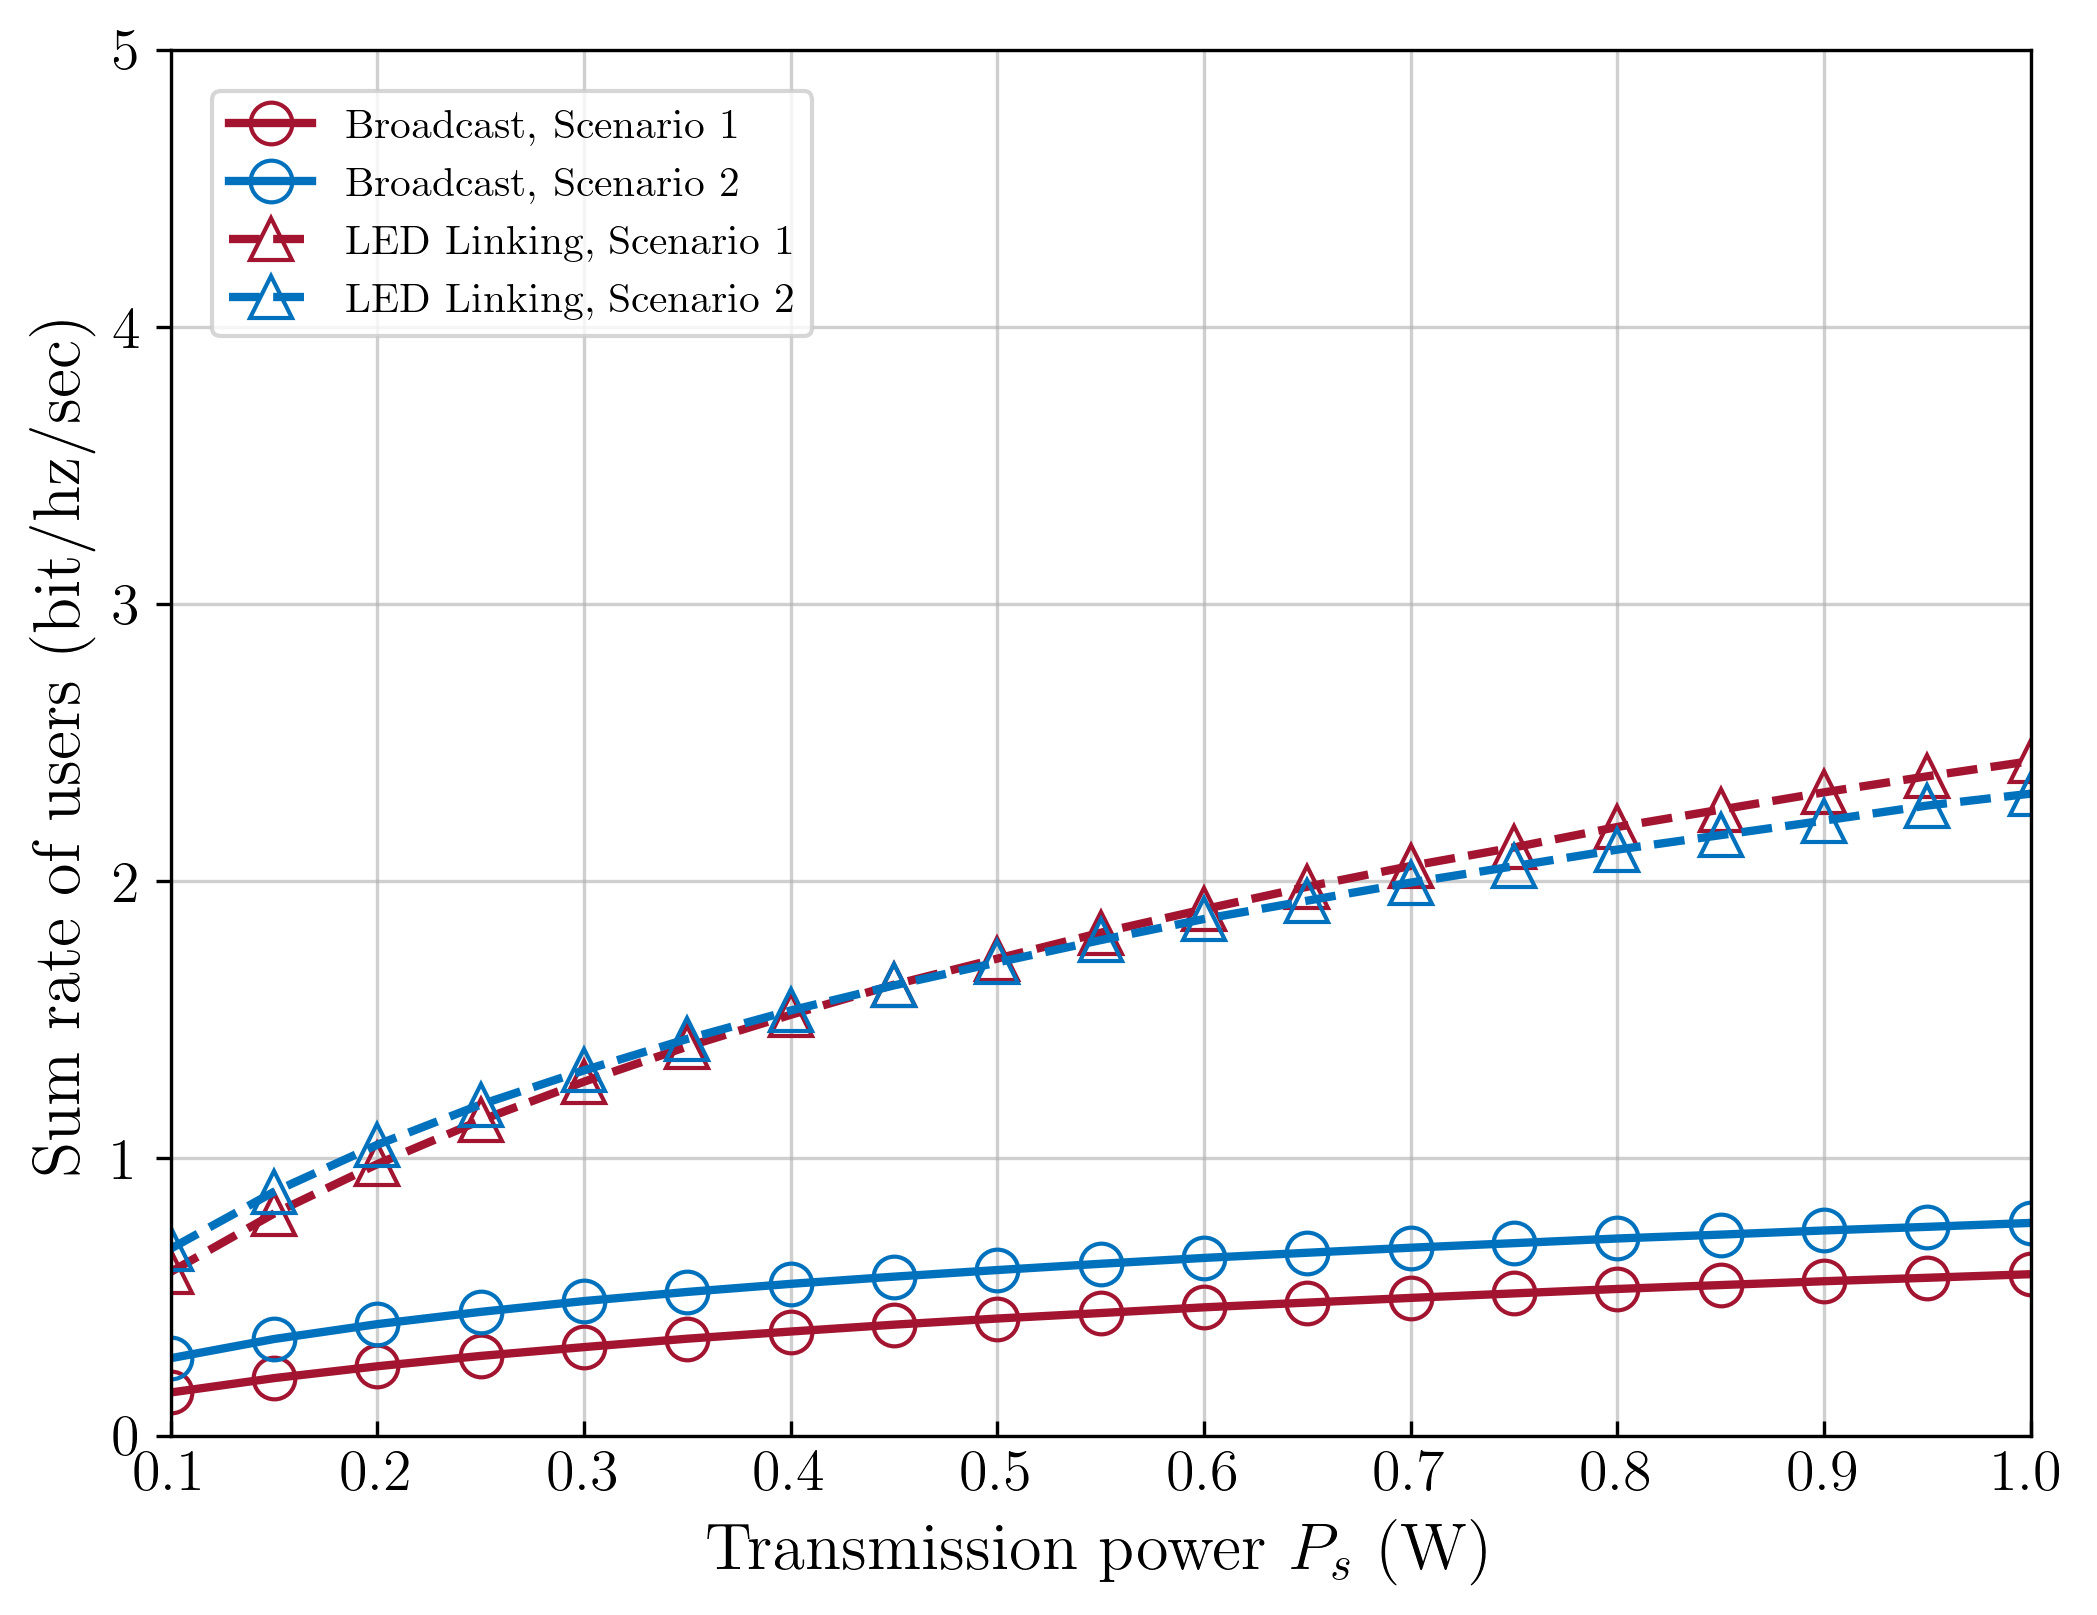 5
4
3
2
1
0
Sum rate of users (bit/hz/sec)
Broadcast, Scenario 1
Broadcast, Scenario 2
LED Linking, Scenario 1
LED Linking, Scenario 2
0.1 0.2 0.3 0.4 0.5 0.6 0.7 0.8 0.9 1.0
Transmission power Pₛ (W)